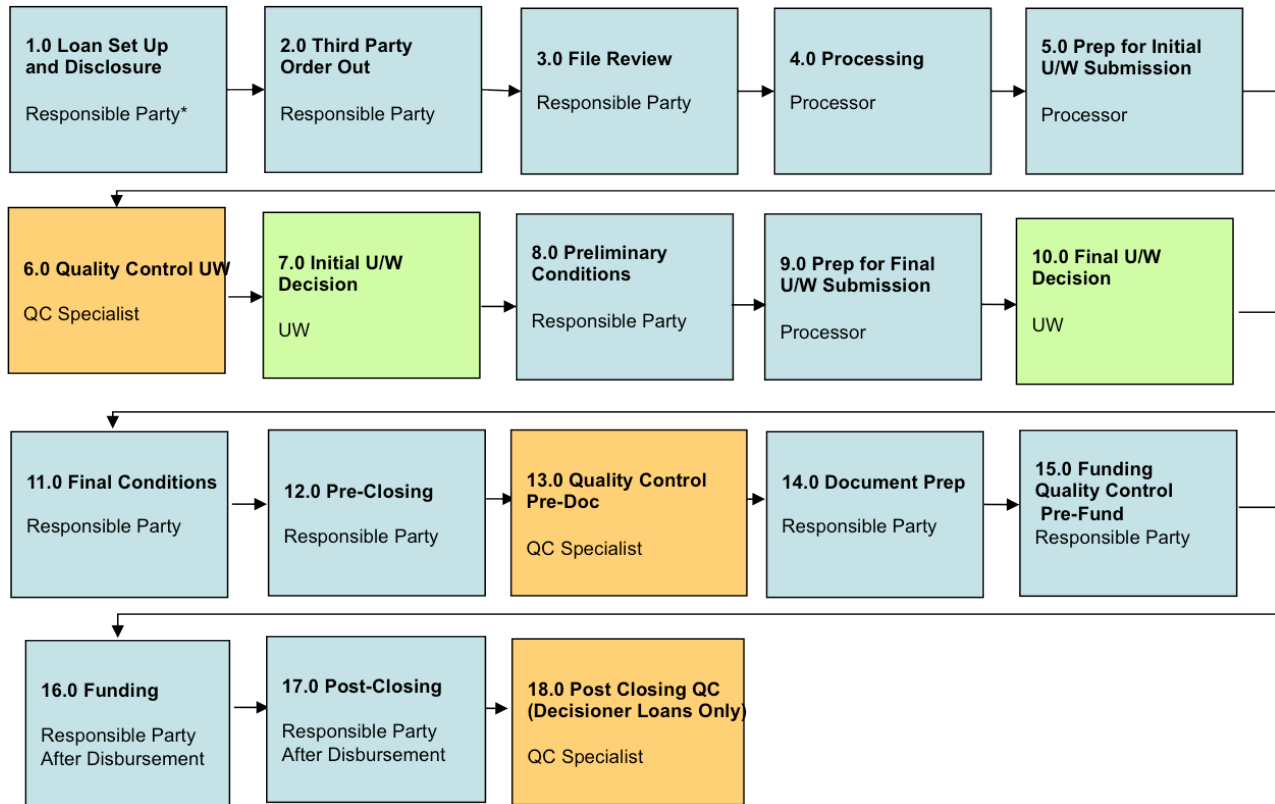 1.0 Loan Set Up
and Disclosure
Responsible Party*
2.0 Third Party
Order Out
Responsible Party
3.0 File Review
Responsible Party
4.0 Processing
Processor
5.0 Prep for Initial
U/W Submission
Processor
6.0 Quality Control UW
QC Specialist
7.0 Initial U/W
Decision
UW
8.0 Preliminary
Conditions
Responsible Party
9.0 Prep for Final
U/W Submission
Processor
10.0 Final U/W
Decision
UW
11.0 Final Conditions
Responsible Party
12.0 Pre-Closing
Responsible Party
13.0 Quality Control
Pre-Doc
QC Specialist
14.0 Document Prep
Responsible Party
15.0 Funding
Quality Control
Pre-Fund
Responsible Party
16.0 Funding
Responsible Party
After Disbursement
17.0 Post-Closing
Responsible Party
After Disbursement
18.0 Post Closing QC
(Decisioner Loans Only)
QC Specialist